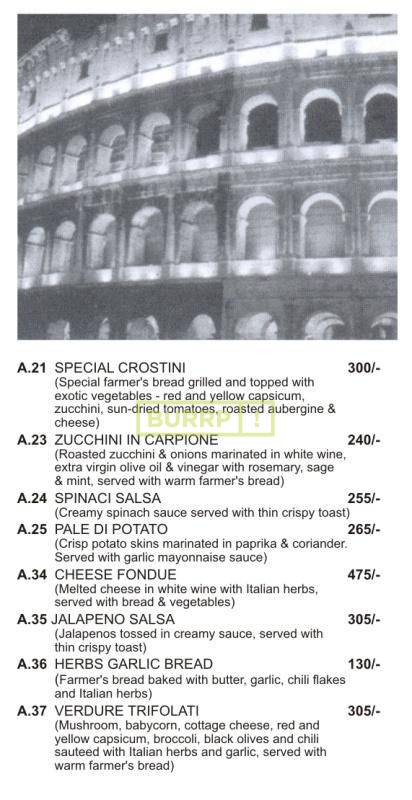 A.21 SPECIAL CROSTINI 300/-
(Special farmer's bread grilled and topped with
exotic vegetables - red and yellow capsicum,
zucchini, sun-dried tomatoes, roasted aubergine &
cheese)
BURRP!
A.23 ZUCCHINI IN CARPIONE 240/-
(Roasted zucchini & onions marinated in white wine,
extra virgin olive oil & vinegar with rosemary, sage
& mint, served with warm farmer's bread)
A.24 SPINACI SALSA 255/-
(Creamy spinach sauce served with thin crispy toast)
A.25 PALE DI POTATO 265/-
(Crisp potato skins marinated in paprika & coriander.
Served with garlic mayonnaise sauce)
A.34 CHEESE FONDUE 475/-
(Melted cheese in white wine with Italian herbs,
served with bread & vegetables)
A.35 JALAPENO SALSA 305/-
(Jalapenos tossed in creamy sauce, served with
thin crispy toast)
A.36 HERBS GARLIC BREAD 130/-
(Farmer's bread baked with butter, garlic, chili flakes
and Italian herbs)
A.37 VERDURE TRIFOLATI 305/-
(Mushroom, babycorn, cottage cheese, red and
yellow capsicum, broccoli, black olives and chili
sauteed with Italian herbs and garlic, served with
warm farmer's bread)